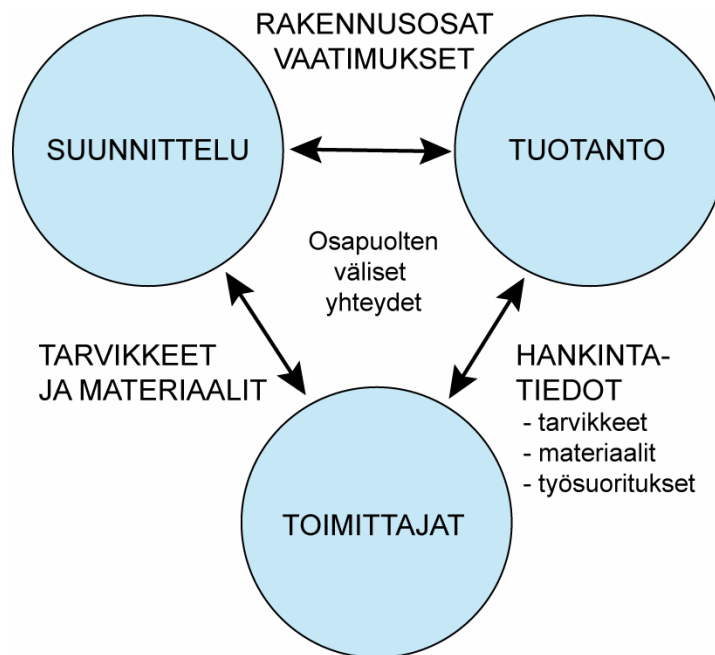 RAKENNUSOSAT
VAATIMUKSET
SUUNNITTELU
TUOTANTO
Osapuolten
väliset
yhteydet
TARVIKKEET
JA MATERIAALIT
HANKINTA-
TIEDOT
- tarvikkeet
- materiaalit
- työsuoritukset
TOIMITTAJAT